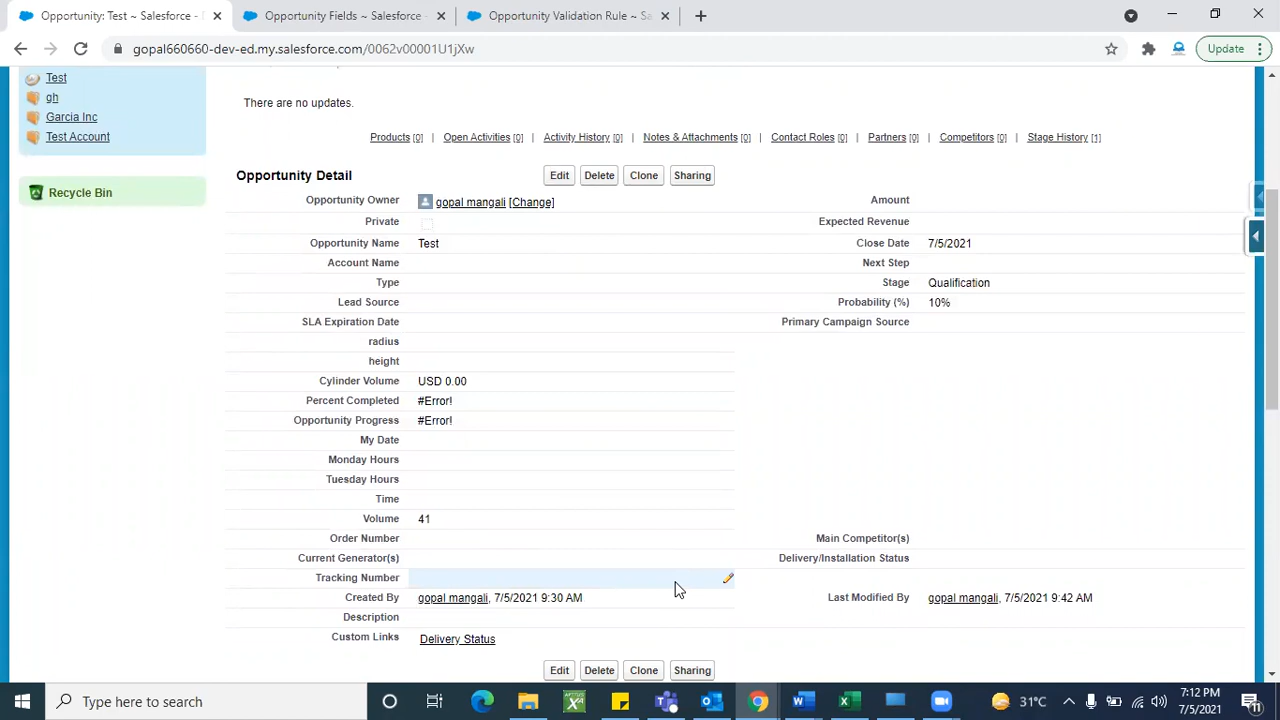 Opportunity: Test ~ Salesforce -
Opportunity Fields ~ Salesforce -
Opportunity Validation Rule ~ Sa
gopal660660-dev-ed.my.salesforce.com/0062v00001U1jXw
Update
Test
gh
Garcia Inc
Test Account
Recycle Bin
There are no updates.
Products [0] | Open Activities [0] | Activity History [0] | Notes & Attachments [0] | Contact Roles [0] | Partners [0] | Competitors [0] | Stage History [1]
Opportunity Detail Edit Delete Clone Sharing
Opportunity Owner gopal mangali [Change] Amount
Private Expected Revenue
Opportunity Name Test Close Date 7/5/2021
Account Name Next Step
Type Stage Qualification
Lead Source Probability (%) 10%
SLA Expiration Date Primary Campaign Source
radius
height
Cylinder Volume USD 0.00
Percent Completed #Error!
Opportunity Progress #Error!
My Date
Monday Hours
Tuesday Hours
Time
Volume 41
Order Number Main Competitor(s)
Current Generator(s) Delivery/Installation Status
Tracking Number
Created By gopal mangali, 7/5/2021 9:30 AM Last Modified By gopal mangali, 7/5/2021 9:42 AM
Description
Custom Links Delivery Status
Edit Delete Clone Sharing
Type here to search
31°C
7:12 PM
7/5/2021
11